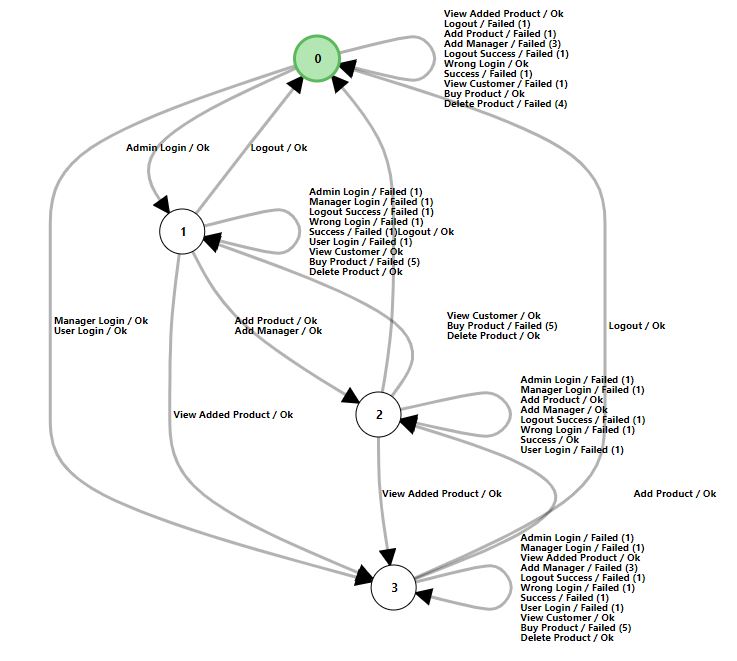 View Added Product / Ok
Logout / Failed (1)
Add Product / Failed (1)
Add Manager / Failed (3)
Logout Success / Failed (1)
Wrong Login / Ok
Success / Failed (1)
View Customer / Failed (1)
Buy Product / Ok
Delete Product / Failed (4)
0
Admin Login / Ok
Logout / Ok
Admin Login / Failed (1)
Manager Login / Failed (1)
Logout Success / Failed (1)
Wrong Login / Failed (1)
Success / Failed (1)
Logout / Ok
User Login / Failed (1)
View Customer / Ok
Buy Product / Failed (5)
Delete Product / Ok
1
Manager Login / Ok
User Login / Ok
Add Product / Ok
Add Manager / Ok
View Customer / Ok
Buy Product / Failed (5)
Delete Product / Ok
Logout / Ok
Admin Login / Failed (1)
Manager Login / Failed (1)
Add Product / Ok
Add Manager / Ok
Logout Success / Failed (1)
Wrong Login / Failed (1)
Success / Ok
User Login / Failed (1)
2
View Added Product / Ok
View Added Product / Ok
Add Product / Ok
Admin Login / Failed (1)
Manager Login / Failed (1)
View Added Product / Ok
Add Manager / Failed (3)
Logout Success / Failed (1)
Wrong Login / Failed (1)
Success / Failed (1)
User Login / Failed (1)
View Customer / Ok
Buy Product / Failed (5)
Delete Product / Ok
3